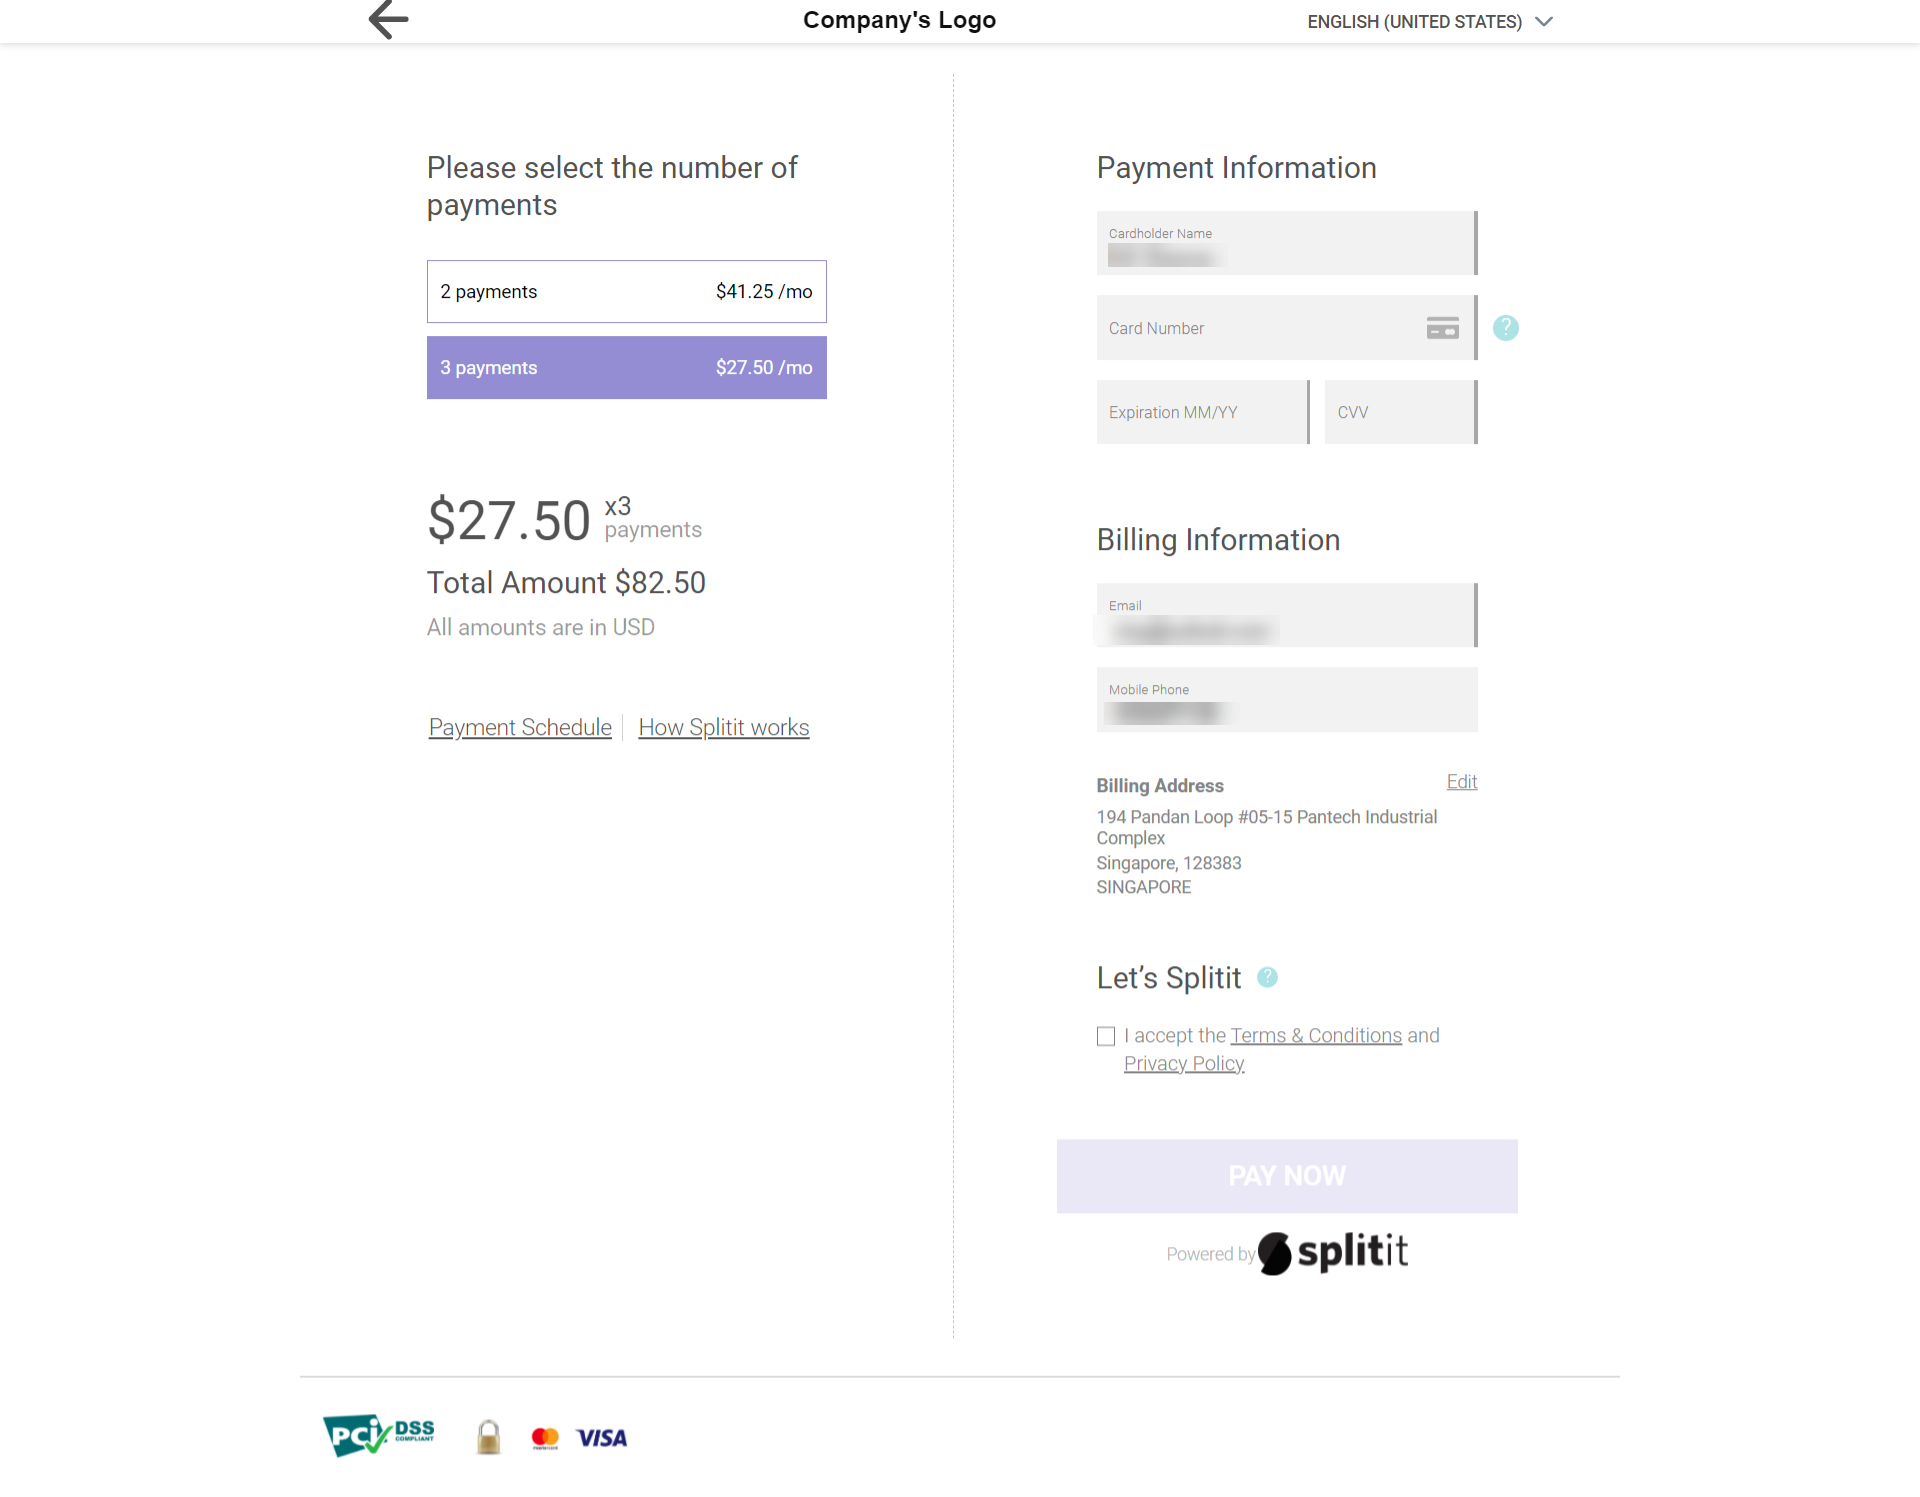 Company's Logo
ENGLISH (UNITED STATES)
Please select the number of
payments
2 payments $41.25 /mo
3 payments $27.50 /mo
$27.50 x3
payments
Total Amount $82.50
All amounts are in USD
Payment Schedule How Splitit works
Payment Information
Cardholder Name
Card Number
?
Expiration MM/YY CVV
Billing Information
Email
Mobile Phone
Billing Address Edit
194 Pandan Loop #05-15 Pantech Industrial
Complex
Singapore, 128383
SINGAPORE
Let’s Splitit ?
I accept the Terms & Conditions and
Privacy Policy
PAY NOW
Powered by splitit
PCi DSS
COMPLIANT
mastercard
VISA